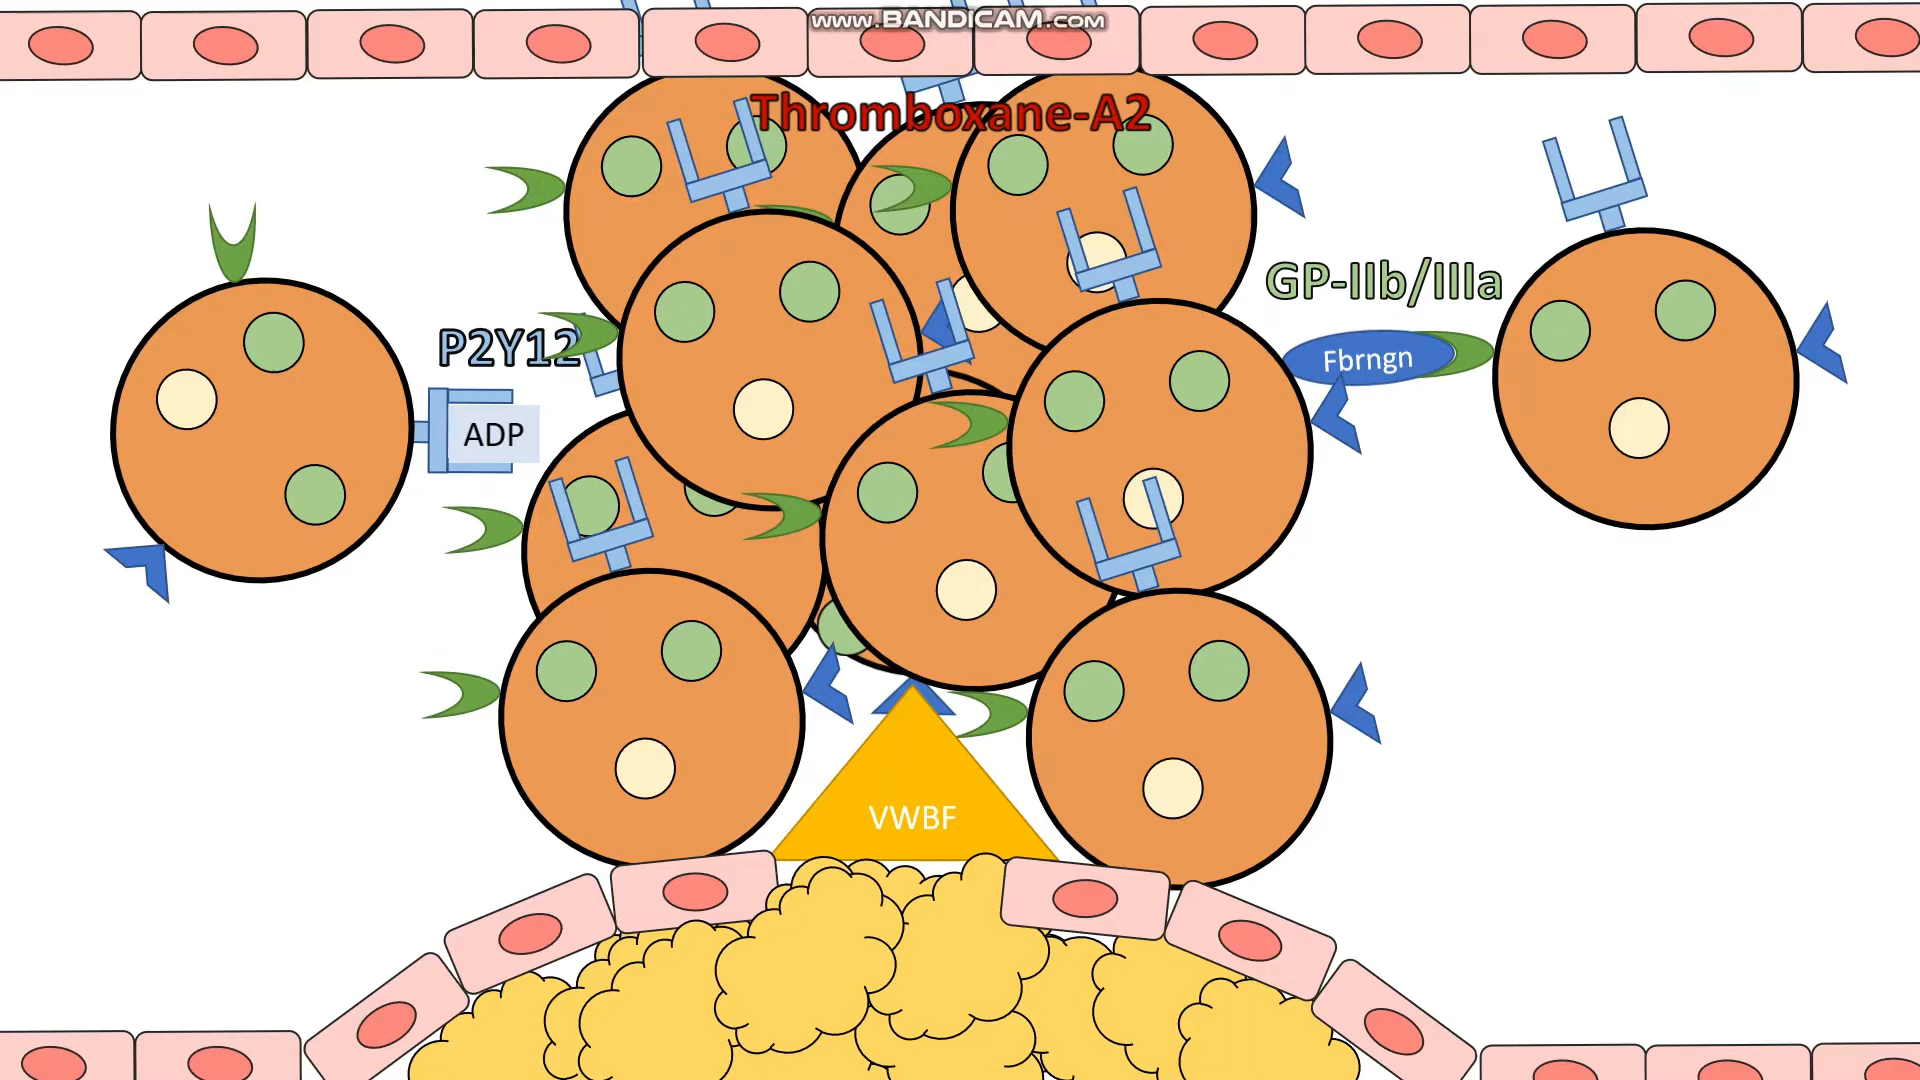 www.BANDICAM.com
Thromboxane-A2
GP-IIb/IIIa
P2Y12
Fbrngn
ADP
VWBF